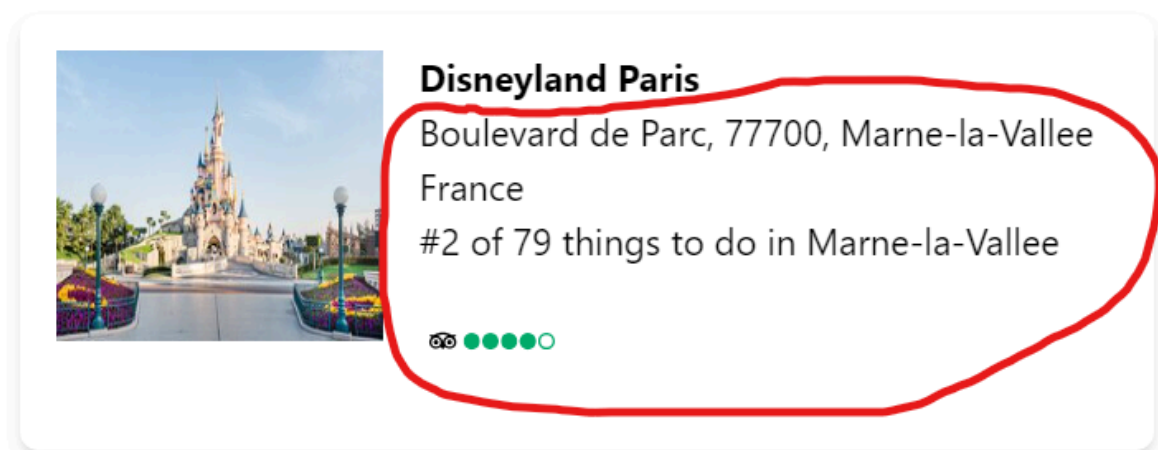 Disneyland Paris
Boulevard de Parc, 77700, Marne-la-Vallee
France
#2 of 79 things to do in Marne-la-Vallee